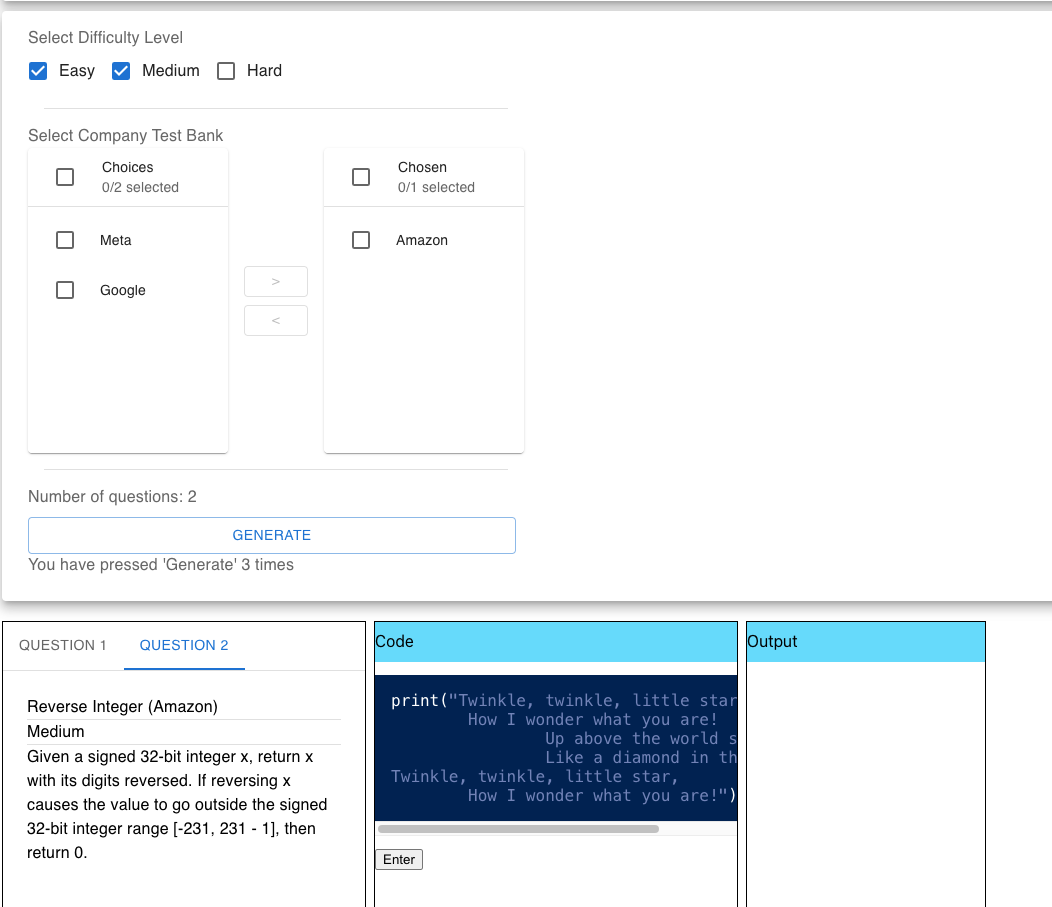 Select Difficulty Level
Easy Medium Hard
Select Company Test Bank
Choices
0/2 selected
Meta
Google
>
<
Chosen
0/1 selected
Amazon
Number of questions: 2
GENERATE
You have pressed 'Generate' 3 times
QUESTION 1 QUESTION 2
Reverse Integer (Amazon)
Medium
Given a signed 32-bit integer x, return x
with its digits reversed. If reversing x
causes the value to go outside the signed
32-bit integer range [-231, 231 - 1], then
return 0.
Code
print("Twinkle, twinkle, little star
How I wonder what you are!
Up above the world s
Like a diamond in th
Twinkle, twinkle, little star,
How I wonder what you are!")
Enter
Output